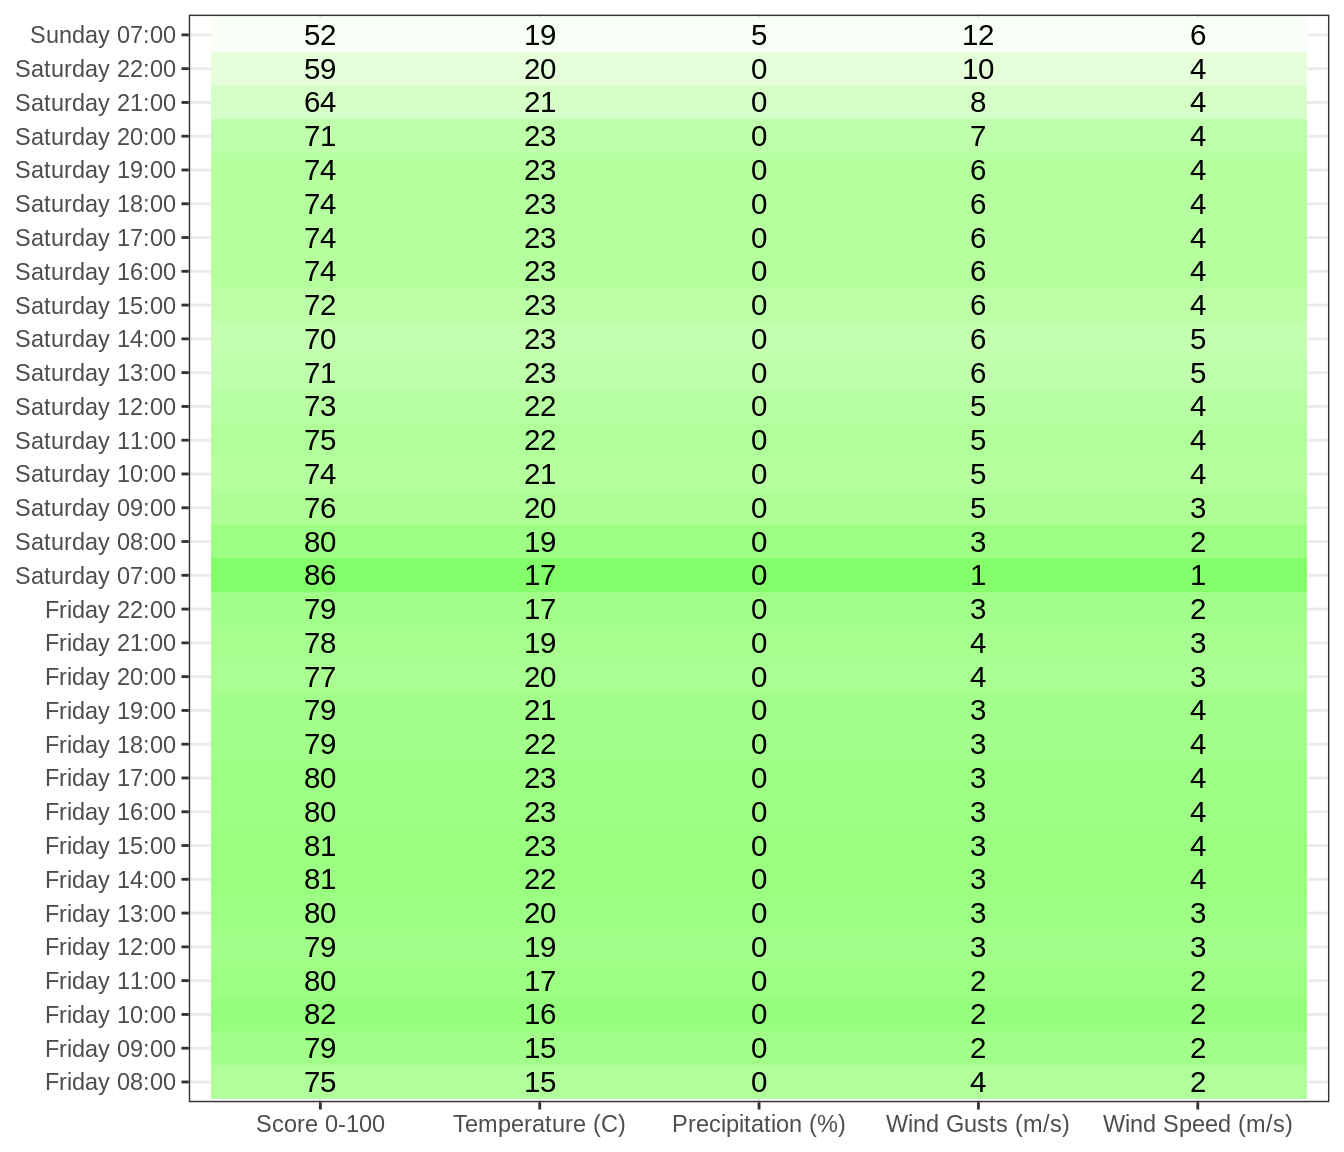 Sunday 07:00 52 19 5 12 6
Saturday 22:00 59 20 0 10 4
Saturday 21:00 64 21 0 8 4
Saturday 20:00 71 23 0 7 4
Saturday 19:00 74 23 0 6 4
Saturday 18:00 74 23 0 6 4
Saturday 17:00 74 23 0 6 4
Saturday 16:00 74 23 0 6 4
Saturday 15:00 72 23 0 6 4
Saturday 14:00 70 23 0 6 5
Saturday 13:00 71 23 0 6 5
Saturday 12:00 73 22 0 5 4
Saturday 11:00 75 22 0 5 4
Saturday 10:00 74 21 0 5 4
Saturday 09:00 76 20 0 5 3
Saturday 08:00 80 19 0 3 2
Saturday 07:00 86 17 0 1 1
Friday 22:00 79 17 0 3 2
Friday 21:00 78 19 0 4 3
Friday 20:00 77 20 0 4 3
Friday 19:00 79 21 0 3 4
Friday 18:00 79 22 0 3 4
Friday 17:00 80 23 0 3 4
Friday 16:00 80 23 0 3 4
Friday 15:00 81 23 0 3 4
Friday 14:00 81 22 0 3 4
Friday 13:00 80 20 0 3 3
Friday 12:00 79 19 0 3 3
Friday 11:00 80 17 0 2 2
Friday 10:00 82 16 0 2 2
Friday 09:00 79 15 0 2 2
Friday 08:00 75 15 0 4 2
Score 0-100 Temperature (C) Precipitation (%) Wind Gusts (m/s) Wind Speed (m/s)